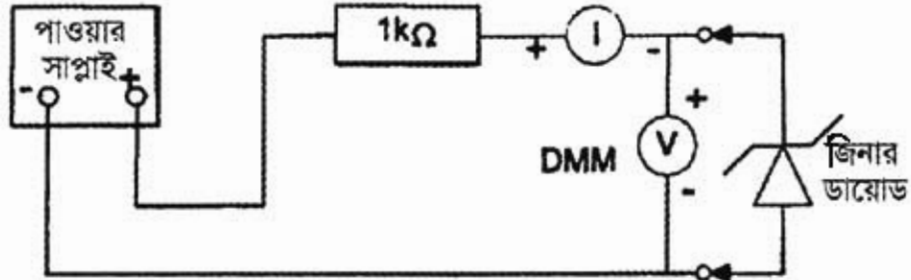 পাওয়ার
সাপ্লাই
- +
1kΩ
+ I -
+
DMM V
-
জিনার
ডায়োড